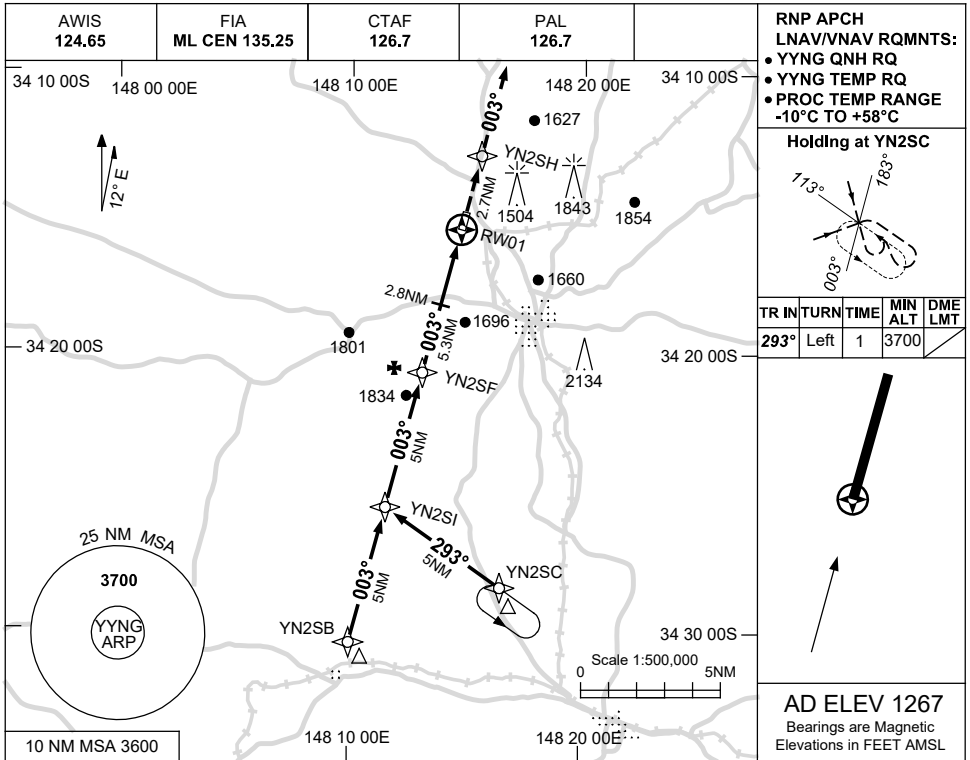 AWIS
124.65
FIA
ML CEN 135.25
CTAF
126.7
PAL
126.7
RNP APCH
LNAV/VNAV RQMNTS:
• YYNG QNH RQ
• YYNG TEMP RQ
• PROC TEMP RANGE
-10°C TO +58°C
34 10 00S
148 00 00E
148 10 00E
148 20 00E
34 10 00S
003°
1627
YN2SH
12° E
2.7NM
1504
1843
1854
RW01
1660
2.8NM
003°
5.3NM
1696
1801
34 20 00S
34 20 00S
YN2SF
2134
1834
003°
5NM
YN2SI
293°
5NM
YN2SC
003°
5NM
YN2SB
25 NM MSA
3700
YYNG
ARP
34 30 00S
Scale 1:500,000
0
5NM
10 NM MSA 3600
148 10 00E
148 20 00E
Holding at YN2SC
113°
183°
003°
TR IN
TURN
TIME
MIN
ALT
DME
LMT
293°
Left
1
3700
AD ELEV 1267
Bearings are Magnetic
Elevations in FEET AMSL